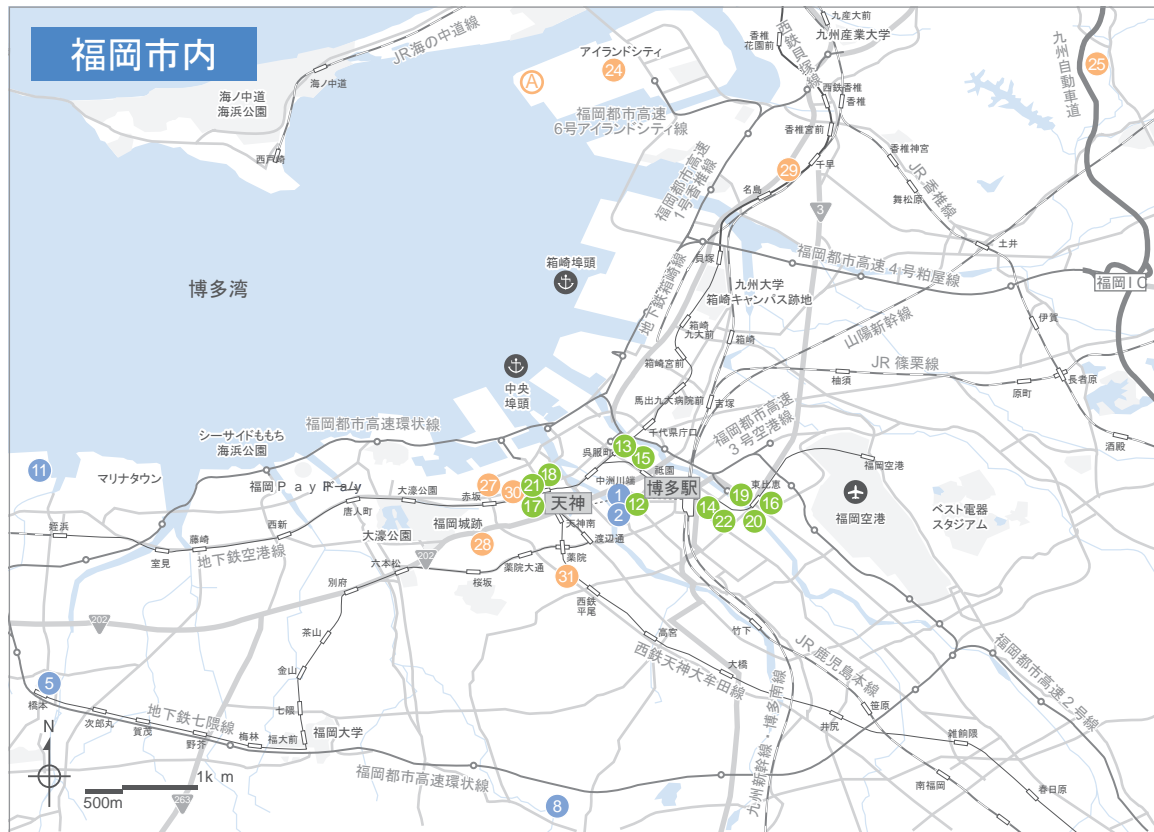 福岡市内
JR海の中道線
海ノ中道
海浜公園
海ノ中道
西戸崎
アイランドシティ
A
24
福岡都市高速
6号アイランドシティ線
香椎
花園前
西鉄貝塚線
九産大前
九州産業大学
西鉄香椎
香椎
香椎宮前
千早
29
名島
香椎神宮
舞松原
JR香椎線
土井
九州自動車道
25
福岡都市高速
1号香椎線
3
貝塚
福岡都市高速4号粕屋線
福岡IC
博多湾
箱崎埠頭
地下鉄箱崎線
九州大学
箱崎キャンパス跡地
山陽新幹線
箱崎
九大前
箱崎
伊賀
箱崎宮前
JR篠栗線
柚須
原町
長者原
中央
埠頭
馬出九大病院前
吉塚
福岡都市高速
3号空港線
酒殿
福岡都市高速環状線
千代県庁口
シーサイドももち
海浜公園
呉服町
13
15
祇園
福岡空港
11
マリナタウン
福岡PayPay
大濠公園
赤坂
27
30
21
18
17
天神
中洲川端
1
2
12
博多駅
14
22
19
東比恵
16
20
福岡空港
ベスト電器
スタジアム
唐人町
西新
藤崎
室見
姪浜
地下鉄空港線
大濠公園
福岡城跡
28
202
天神南
渡辺通
薬院
薬院大通
桜坂
六本松
別府
31
西鉄
平尾
202
茶山
高宮
竹下
西鉄天神大牟田線
大橋
JR鹿児島本線
福岡都市高速2号線
5
橋本
次郎丸
賀茂
地下鉄七隈線
野芥
梅林
福大前
七隈
金山
福岡大学
笹原
井尻
雑餉隈
九州新幹線・博多南線
福岡都市高速環状線
南福岡
春日原
8
263
N
1km
500m